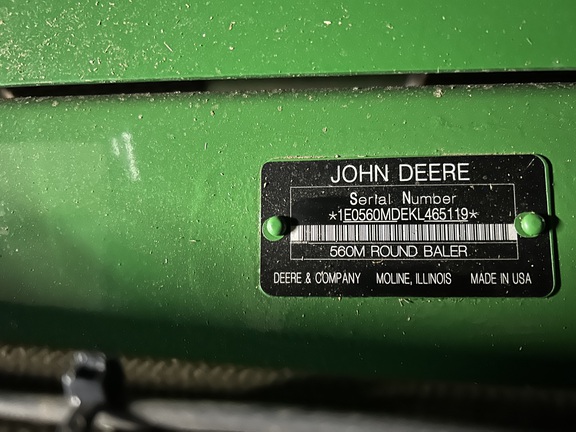 JOHN DEERE
Serial Number
*1E0560MDEKL465119*
560M ROUND BALER
DEERE & COMPANY MOLINE, ILLINOIS MADE IN USA